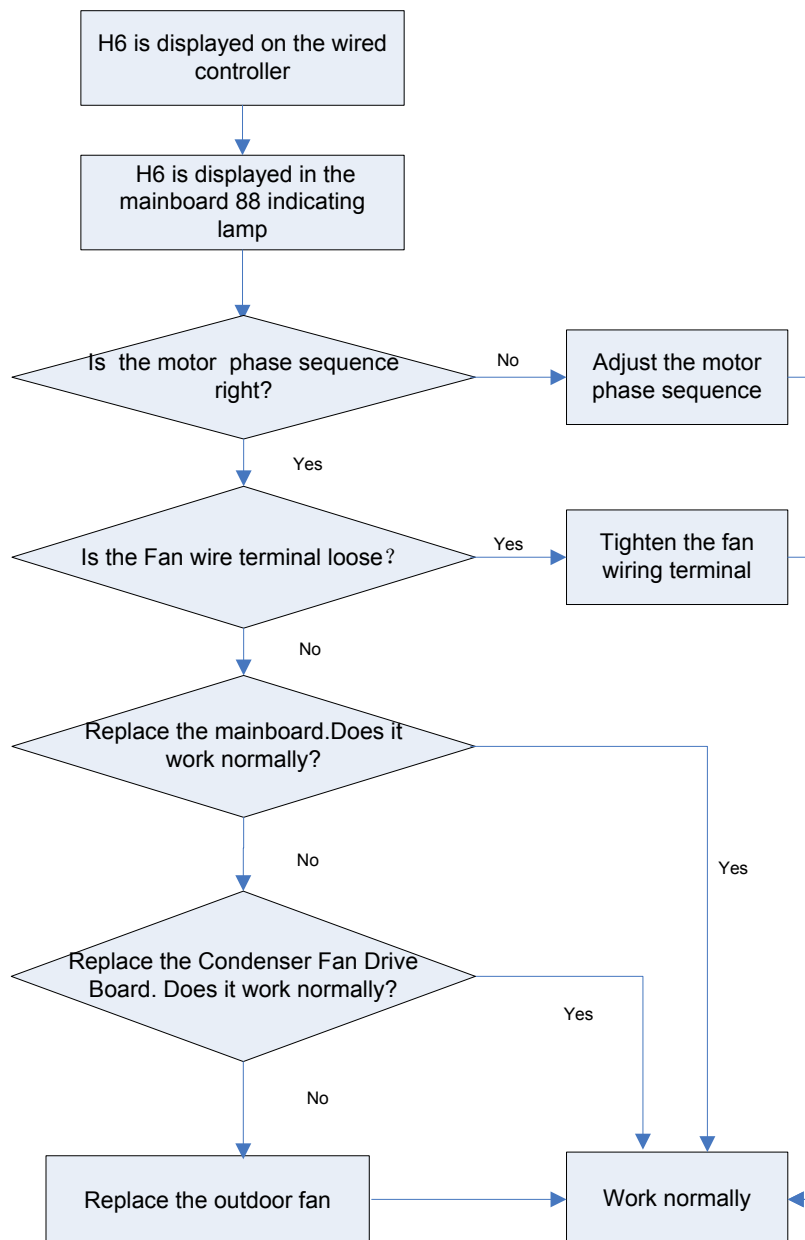 H6 is displayed on the wired
controller
H6 is displayed in the
mainboard 88 indicating
lamp
Is the motor phase sequence
right?
No
Adjust the motor
phase sequence
Yes
Is the Fan wire terminal loose？
Yes
Tighten the fan
wiring terminal
No
Replace the mainboard.Does it
work normally?
Yes
No
Replace the Condenser Fan Drive
Board. Does it work normally?
Yes
No
Replace the outdoor fan
Work normally